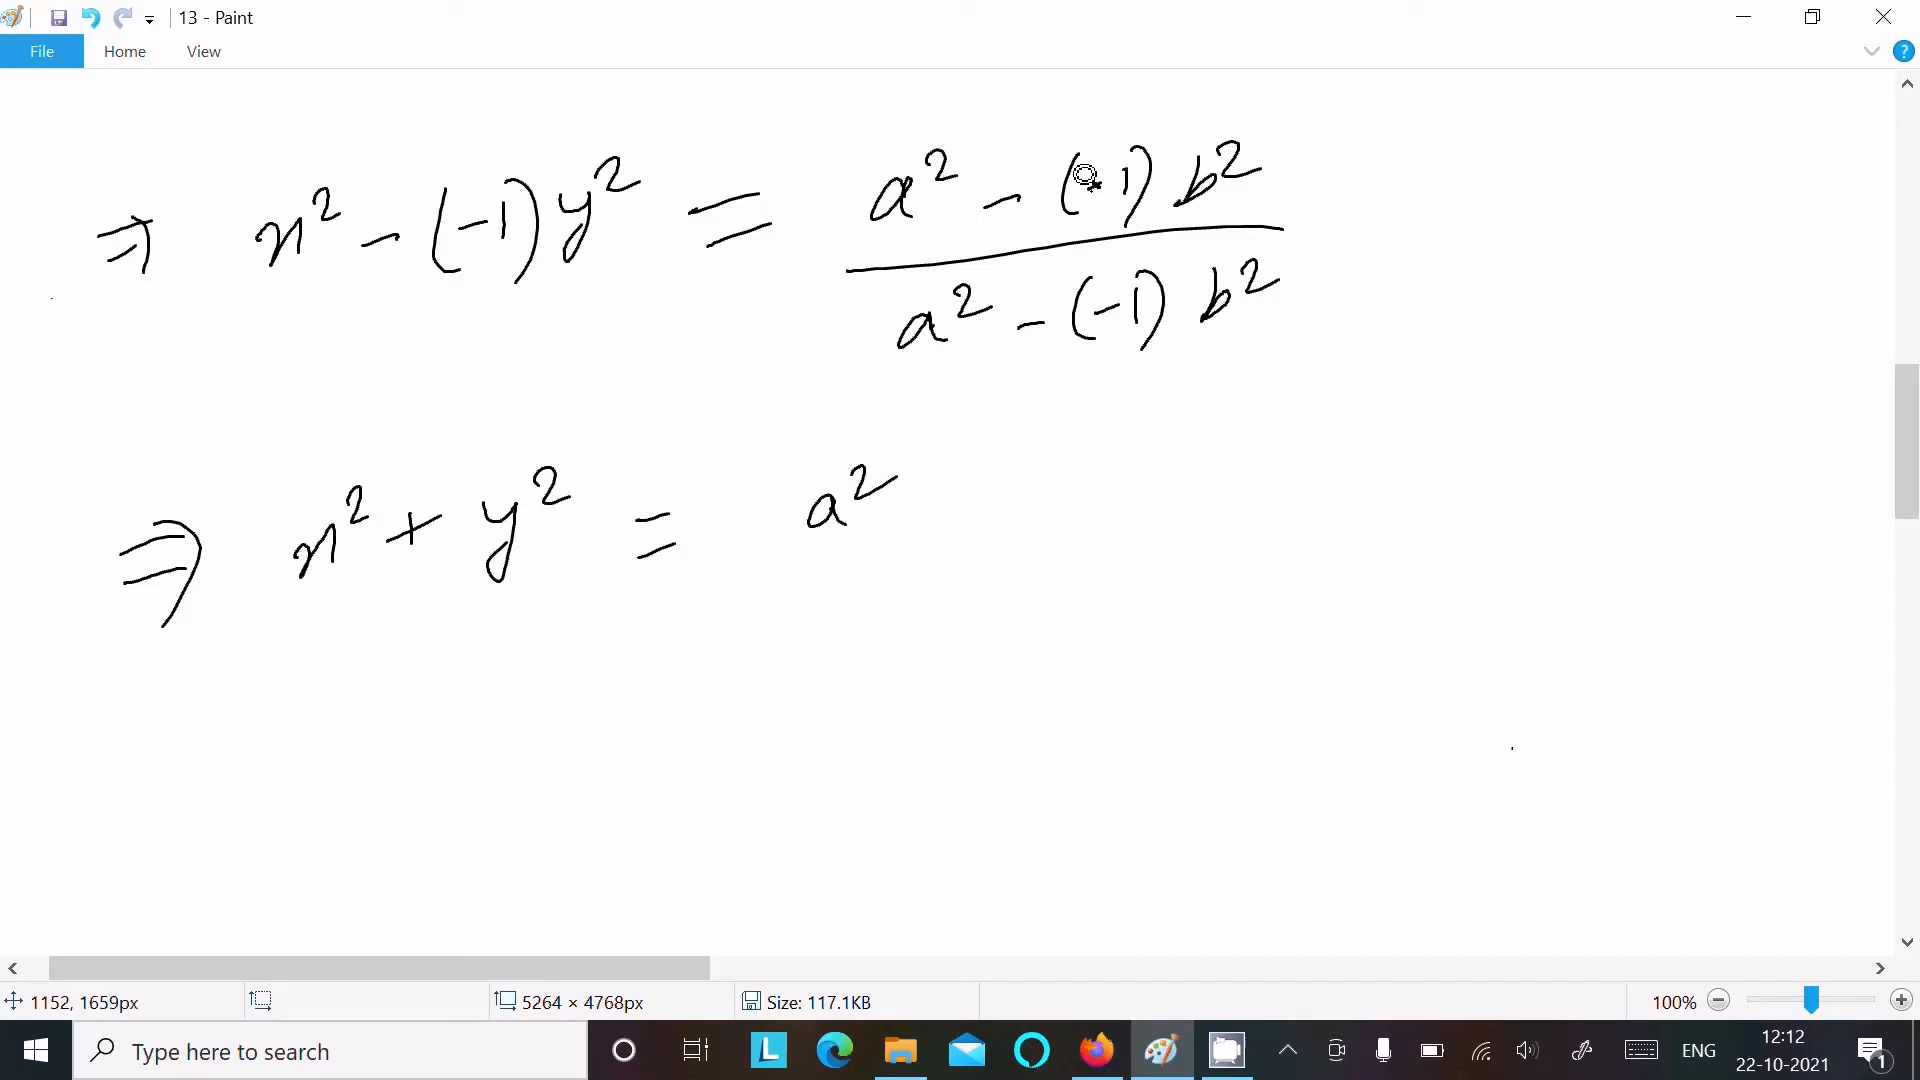 13 - Paint
File Home View
⇒ x² - (-1)y² = a² - (-1) b²
a² - (-1) b²
⇒ x² + y² = a²
1152, 1659px 5264 × 4768px Size: 117.1KB 100%
Type here to search
L
ENG
12:12
22-10-2021
1